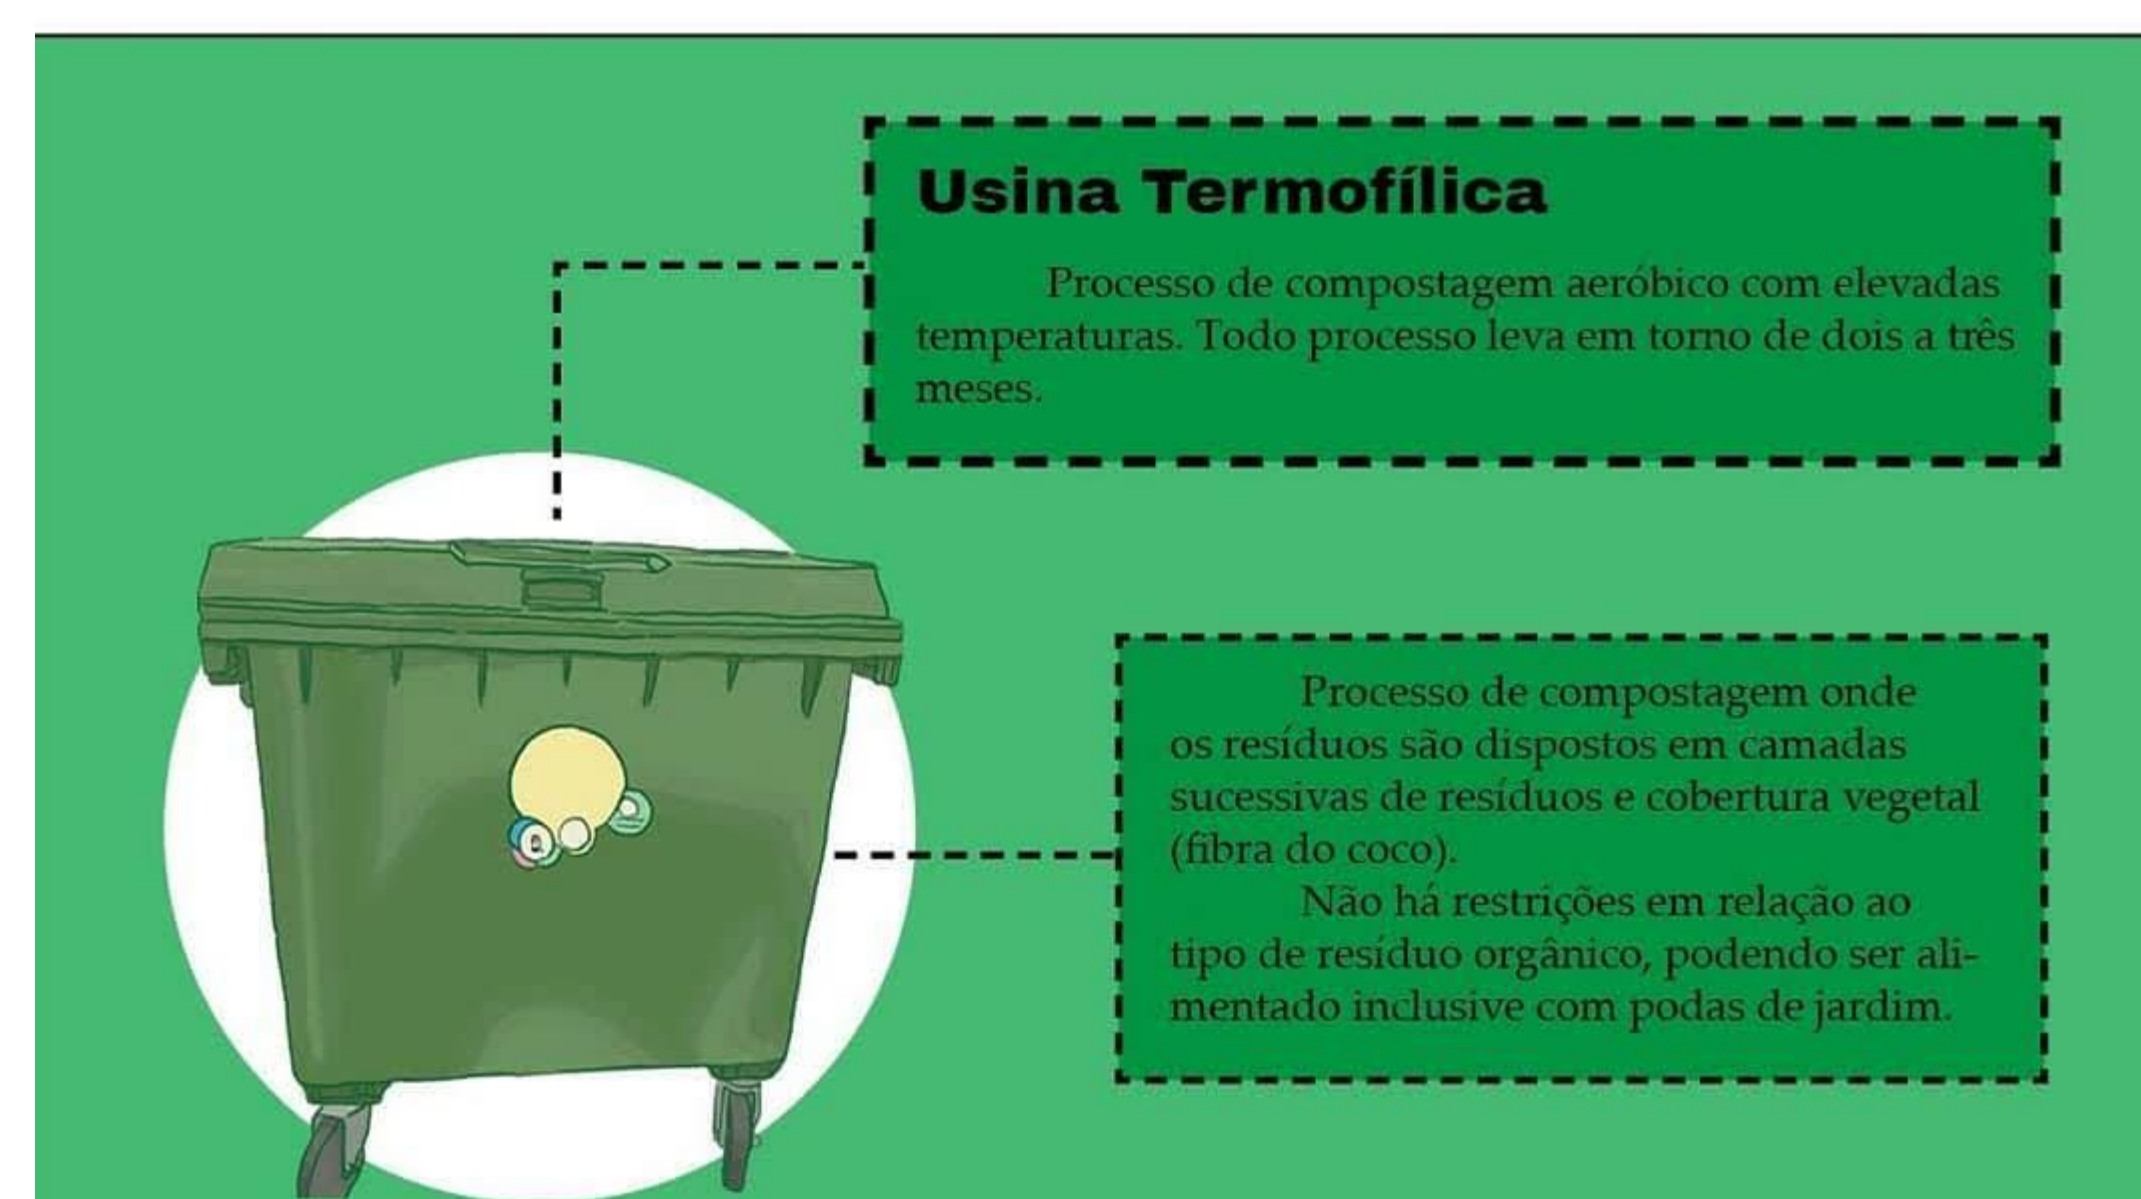 Usina Termofílica
Processo de compostagem aeróbico com elevadas
temperaturas. Todo processo leva em torno de dois a três
meses.
Processo de compostagem onde
os resíduos são dispostos em camadas
sucessivas de resíduos e cobertura vegetal
(fibra do coco).
Não há restrições em relação ao
tipo de resíduo orgânico, podendo ser ali-
mentado inclusive com podas de jardim.